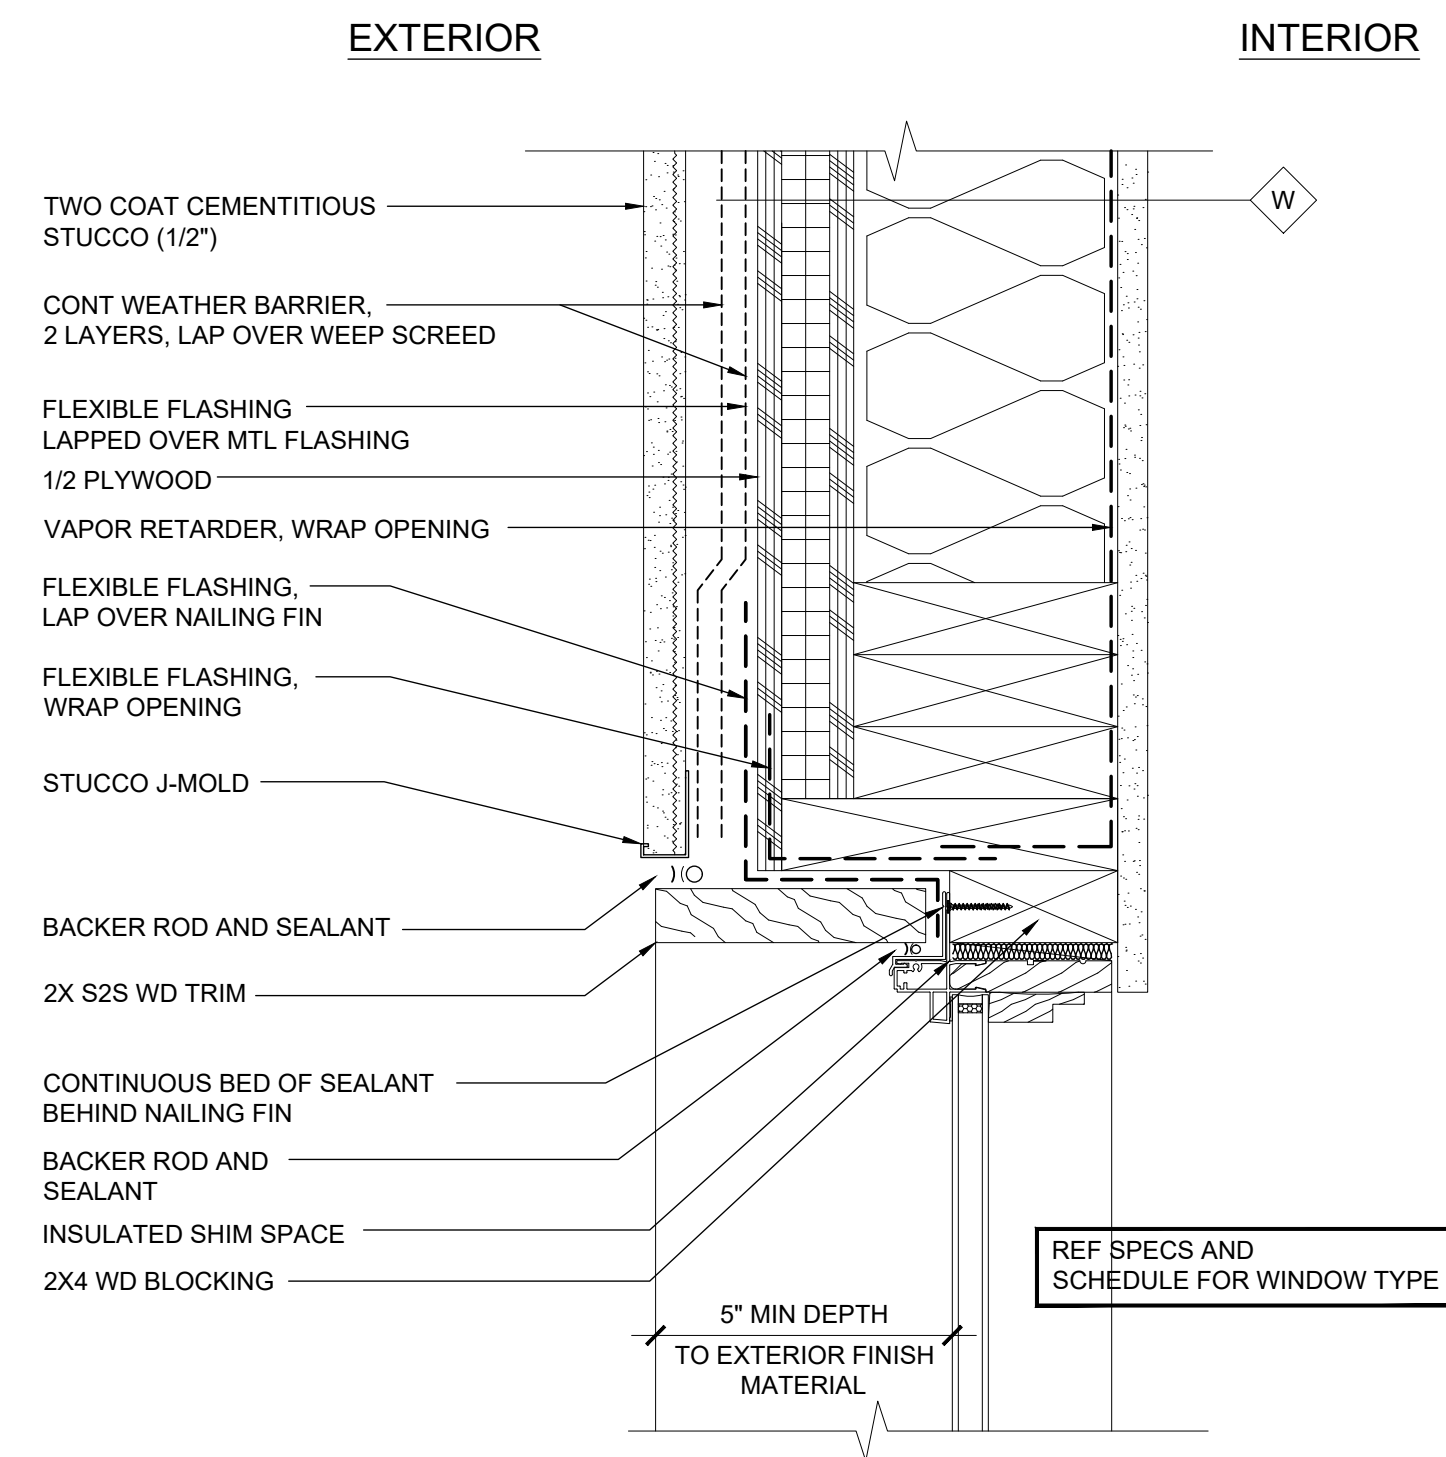 EXTERIOR
INTERIOR
TWO COAT CEMENTITIOUS
STUCCO (1/2")
W
CONT WEATHER BARRIER,
2 LAYERS, LAP OVER WEEP SCREED
FLEXIBLE FLASHING
LAPPED OVER MTL FLASHING
1/2 PLYWOOD
VAPOR RETARDER, WRAP OPENING
FLEXIBLE FLASHING,
LAP OVER NAILING FIN
FLEXIBLE FLASHING,
WRAP OPENING
STUCCO J-MOLD
BACKER ROD AND SEALANT
2X S2S WD TRIM
CONTINUOUS BED OF SEALANT
BEHIND NAILING FIN
BACKER ROD AND
SEALANT
INSULATED SHIM SPACE
2X4 WD BLOCKING
REF SPECS AND
SCHEDULE FOR WINDOW TYPE
5" MIN DEPTH
TO EXTERIOR FINISH
MATERIAL